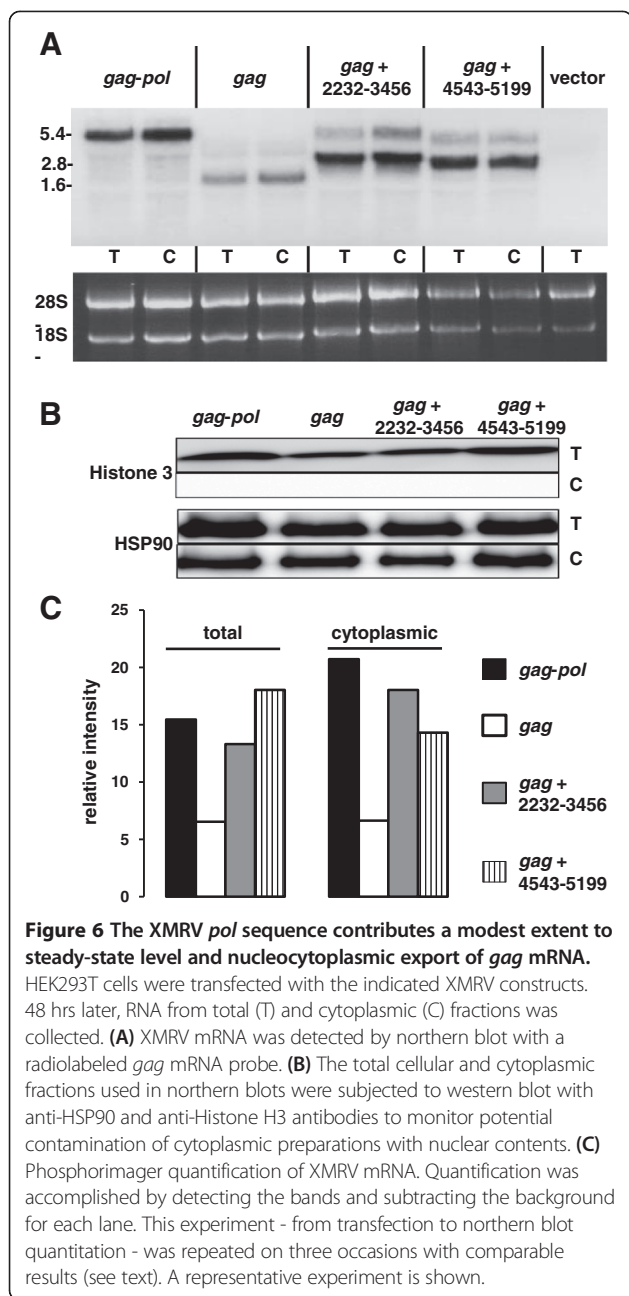 A
gag-pol
gag
gag +
2232-3456
gag +
4543-5199
vector
5.4-
2.8-
1.6-
T C T C T C T C T
28S
-
18S
-
B
gag-pol
gag
gag +
2232-3456
gag +
4543-5199
Histone 3
T
C
HSP90
T
C
C
25
20
15
10
5
0
relative intensity
total
cytoplasmic
gag-pol
gag
gag +
2232-3456
gag +
4543-5199
Figure 6 The XMRV pol sequence contributes a modest extent to
steady-state level and nucleocytoplasmic export of gag mRNA.
HEK293T cells were transfected with the indicated XMRV constructs.
48 hrs later, RNA from total (T) and cytoplasmic (C) fractions was
collected. (A) XMRV mRNA was detected by northern blot with a
radiolabeled gag mRNA probe. (B) The total cellular and cytoplasmic
fractions used in northern blots were subjected to western blot with
anti-HSP90 and anti-Histone H3 antibodies to monitor potential
contamination of cytoplasmic preparations with nuclear contents. (C)
Phosphorimager quantification of XMRV mRNA. Quantification was
accomplished by detecting the bands and subtracting the background
for each lane. This experiment - from transfection to northern blot
quantitation - was repeated on three occasions with comparable
results (see text). A representative experiment is shown.